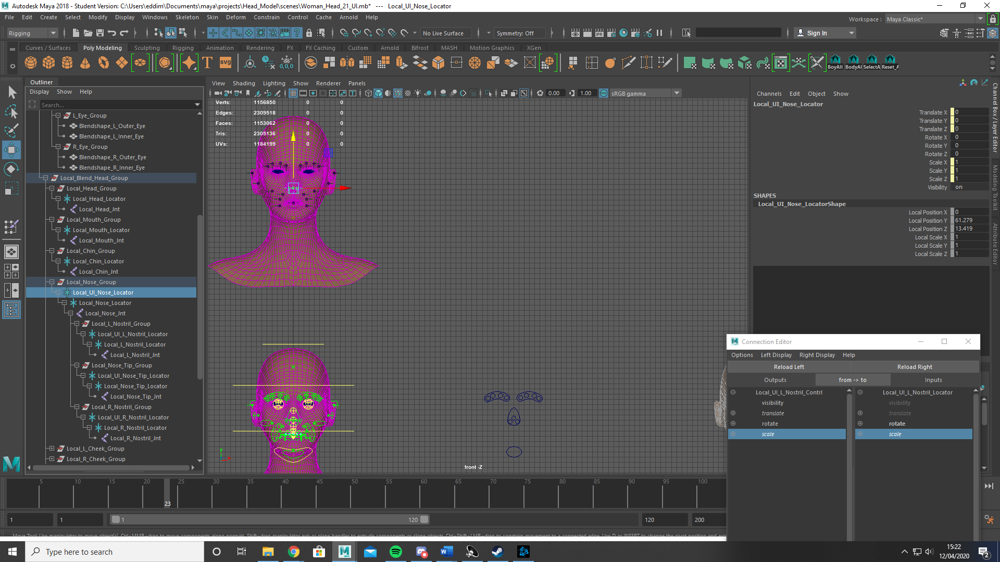 Autodesk Maya 2018 - Student Version: C:\Users\eddim\Documents\maya\projects\Head_Model\scenes\Woman_Head_21_UI.mb* --- Local_UI_Nose_Locator
File Edit Create Select Modify Display Windows Skeleton Skin Deform Constrain Control Cache Arnold Help
Workspace : Maya Classic*
Rigging
No Live Surface
Symmetry: Off
Sign In
Curves / Surfaces Poly Modeling Sculpting Rigging Animation Rendering FX FX Caching Custom Arnold Bifrost MASH Motion Graphics XGen
T
svg
0,0,0
IPR
BoyAll BodyAl SelectA Reset_A
Outliner
Display Show Help
Search...
L_Eye_Group
Blendshape_L_Outer_Eye
Blendshape_L_Inner_Eye
R_Eye_Group
Blendshape_R_Outer_Eye
Blendshape_R_Inner_Eye
Local_Blend_Head_Group
Local_Head_Group
Local_Head_Locator
Local_Head_Jnt
Local_Mouth_Group
Local_Mouth_Locator
Local_Mouth_Jnt
Local_Chin_Group
Local_Chin_Locator
Local_Chin_Jnt
Local_Nose_Group
Local_UI_Nose_Locator
Local_Nose_Locator
Local_Nose_Jnt
Local_L_Nostril_Group
Local_UI_L_Nostril_Locator
Local_L_Nostril_Locator
Local_L_Nostril_Jnt
Local_Nose_Tip_Group
Local_UI_Nose_Tip_Locator
Local_Nose_Tip_Locator
Local_Nose_Tip_Jnt
Local_R_Nostril_Group
Local_UI_R_Nostril_Locator
Local_R_Nostril_Locator
Local_R_Nostril_Jnt
Local_L_Cheek_Group
Local_R_Cheek_Group
View Shading Lighting Show Renderer Panels
0.00
1.00
sRGB gamma
Verts: 1156850 0 0
Edges: 2309518 0 0
Faces: 1153062 0 0
Tris: 2305136 0 0
UVs: 1184199 0 0
y
front -Z
Channels Edit Object Show
Local_UI_Nose_Locator
Translate X 0
Translate Y 0
Translate Z 0
Rotate X 0
Rotate Y 0
Rotate Z 0
Scale X 1
Scale Y 1
Scale Z 1
Visibility on
SHAPES
Local_UI_Nose_LocatorShape
Local Position X 0
Local Position Y 61.279
Local Position Z 13.419
Local Scale X 1
Local Scale Y 1
Local Scale Z 1
Channel Box / Layer Editor
Modeling Toolkit
Attribute Editor
Connection Editor
Options Left Display Right Display Help
Reload Left Reload Right
Outputs from -> to Inputs
Local_UI_L_Nostril_Contrl Local_UI_L_Nostril_Locator
visibility visibility
translate translate
rotate rotate
scale scale
5 10 15 20 25 30 35 40 45 50 55 60 65 70 75 80 85 90 95 100
23
1 1 1 120 120 200
Move Tool: Use manipulator to move object(s). Ctrl+MMB+drag to move components along normals. Shift+drag manipulator axis or plane handles to extrude components or clone objects. Ctrl+Shift+LMB+drag to constrain movement to a connected edge. Use D or INSERT to change the pivot position and axis
Type here to search
15:22
12/04/2020
2